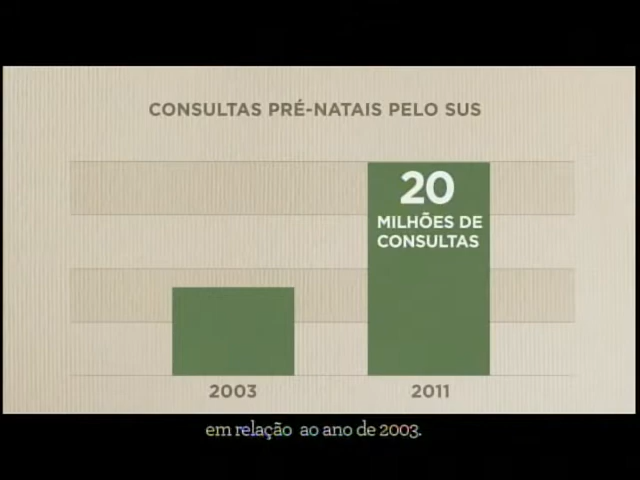 CONSULTAS PRÉ-NATAIS PELO SUS
20
MILHÕES DE
CONSULTAS
2003
2011
em relação ao ano de 2003.